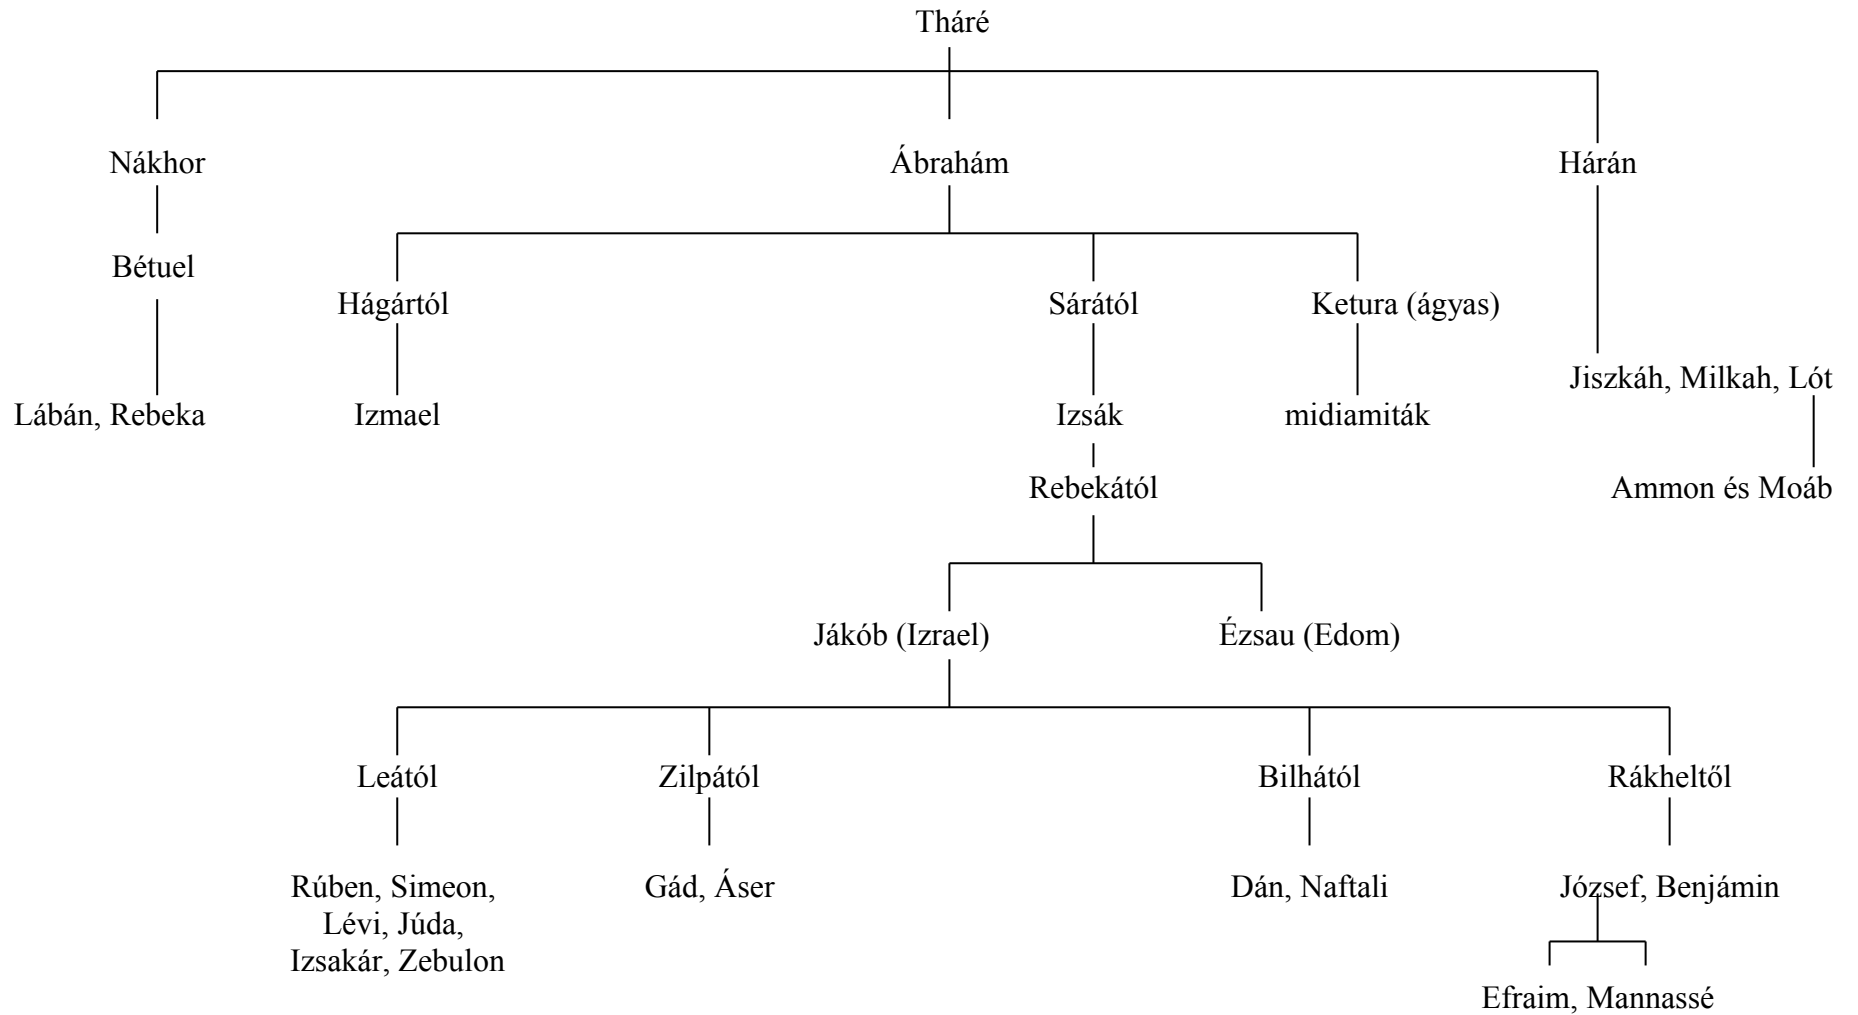 Tháré
Nákhor
Ábrahám
Hárán
Bétuel
Hágártól
Sárától
Ketura (ágyas)
Jiszkáh, Milkah, Lót
Lábán, Rebeka
Izmael
Izsák
midiamiták
Rebekától
Ammon és Moáb
Jákób (Izrael)
Ézsau (Edom)
Leától
Zilpától
Bilhától
Rákheltől
Rúben, Simeon,
Lévi, Júda,
Izsakár, Zebulon
Gád, Áser
Dán, Naftali
József, Benjámin
Efraim, Mannassé